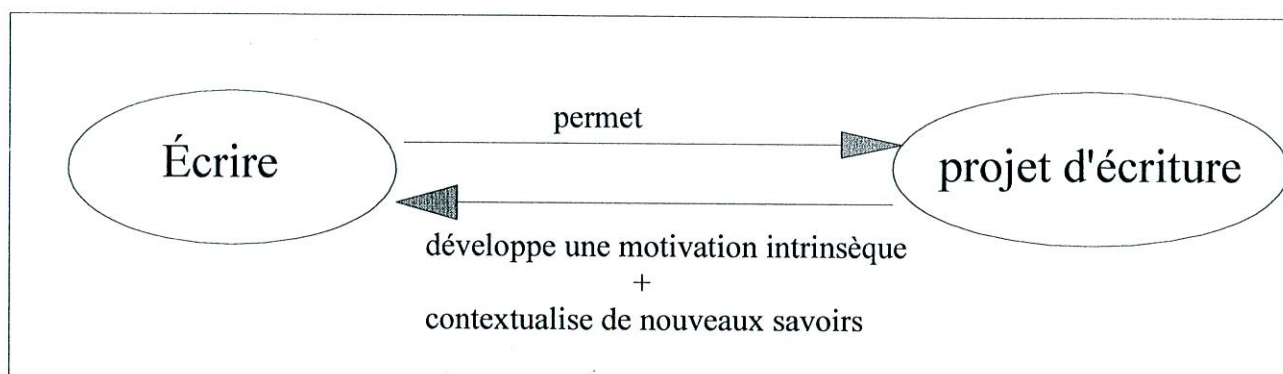 Écrire
permet
projet d'écriture
développe une motivation intrinsèque
+
contextualise de nouveaux savoirs